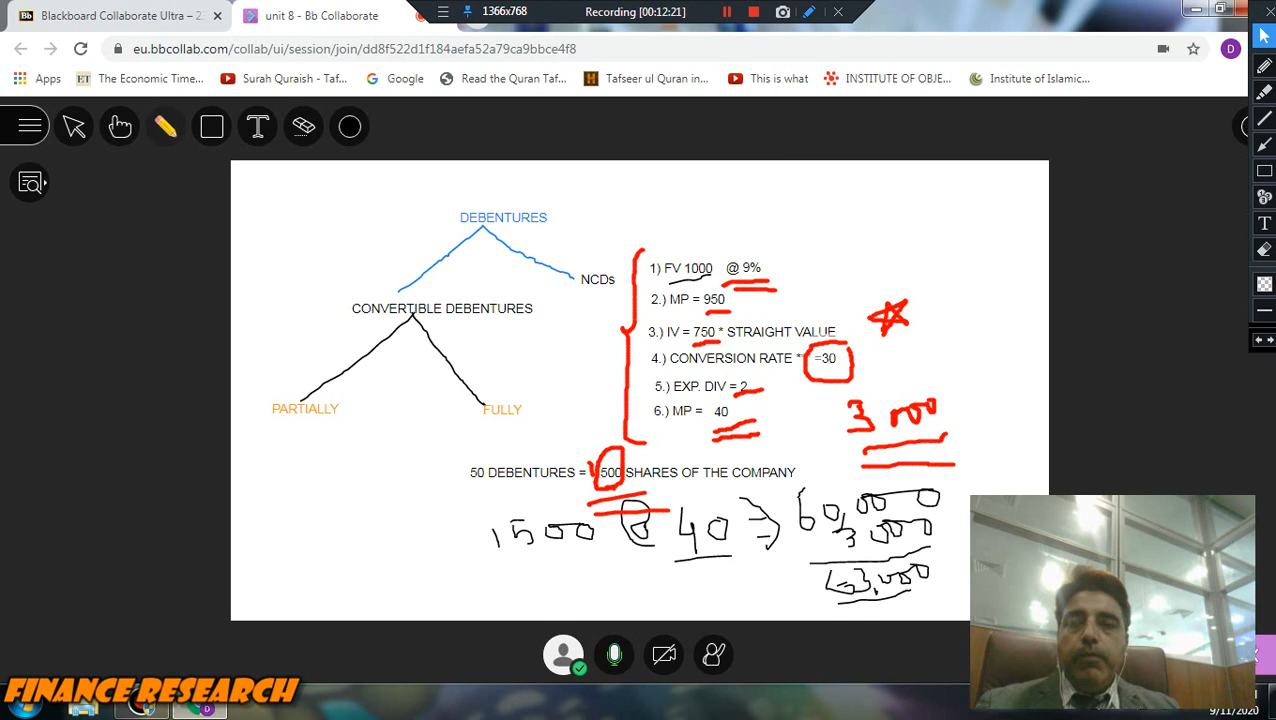 Blackboard Collaborate Ultra – 2
unit 8 - Bb Collaborate
1366x768
Recording [00:12:21]
eu.bbcollab.com/collab/ui/session/join/dd8f522d1f184aefa52a79ca9bbce4f8
D
Apps
The Economic Time...
Surah Quraish - Taf...
Google
Read the Quran Taf...
Tafseer ul Quran in...
This is what
INSTITUTE OF OBJE...
Institute of Islamic...
DEBENTURES
NCDs
CONVERTIBLE DEBENTURES
PARTIALLY
FULLY
1) FV 1000 @ 9%
2.) MP = 950
3.) IV = 750 * STRAIGHT VALUE
4.) CONVERSION RATE * =30
5.) EXP. DIV = 2
6.) MP = 40
3000
50 DEBENTURES = 1500 SHARES OF THE COMPANY
1500 @ 40 => 60,000
3,000
63,000
FINANCE RESEARCH
9/11/2020